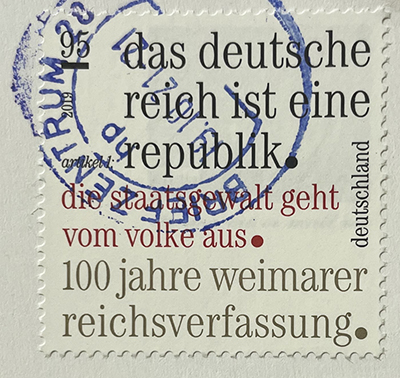 95
das deutsche
reich ist eine
2019
republik.
artikel 1:
die staatsgewalt geht
vom volke aus.
deutschland
100 jahre weimarer
reichsverfassung.
BRIEFZENTRUM